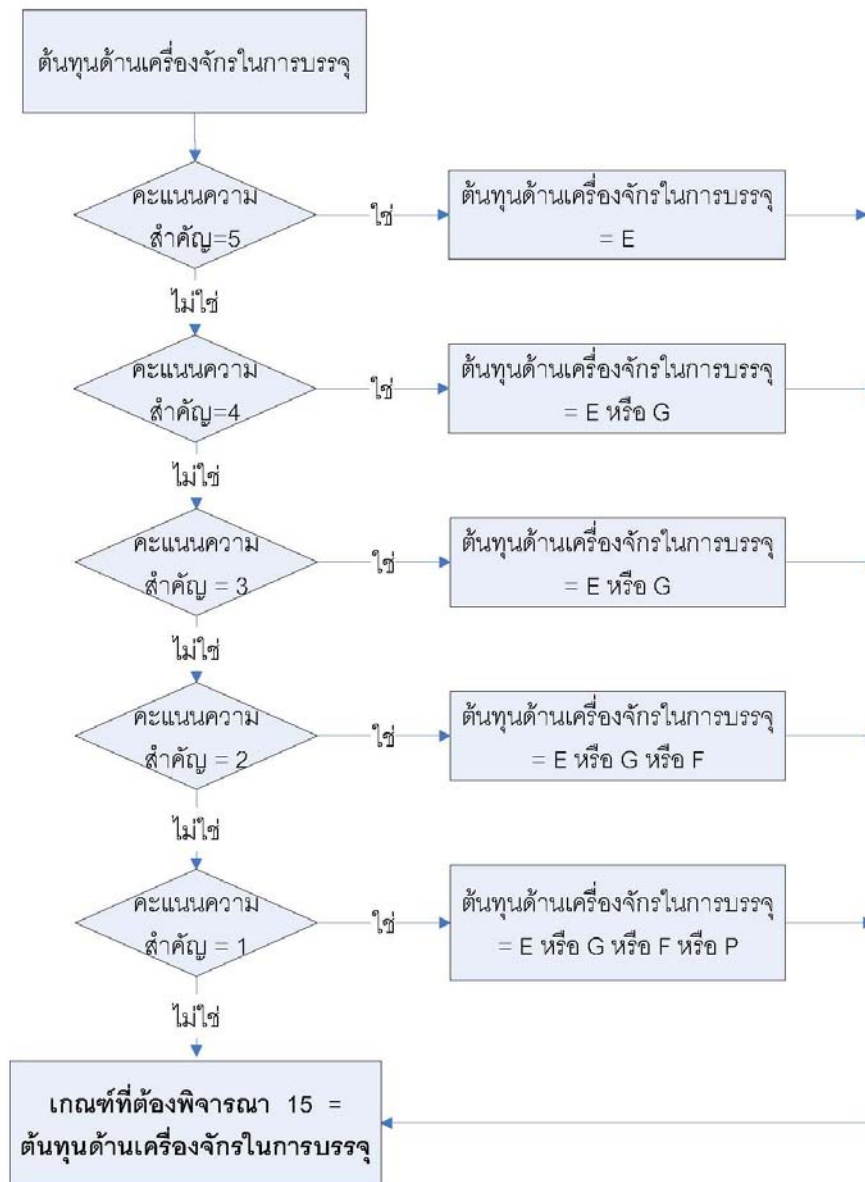 ต้นทุนด้านเครื่องจักรในการบรรจุ
คะแนนความ
สำคัญ=5
ใช่
ต้นทุนด้านเครื่องจักรในการบรรจุ
= E
ไม่ใช่
คะแนนความ
สำคัญ=4
ใช่
ต้นทุนด้านเครื่องจักรในการบรรจุ
= E หรือ G
ไม่ใช่
คะแนนความ
สำคัญ = 3
ใช่
ต้นทุนด้านเครื่องจักรในการบรรจุ
= E หรือ G
ไม่ใช่
คะแนนความ
สำคัญ = 2
ใช่
ต้นทุนด้านเครื่องจักรในการบรรจุ
= E หรือ G หรือ F
ไม่ใช่
คะแนนความ
สำคัญ = 1
ใช่
ต้นทุนด้านเครื่องจักรในการบรรจุ
= E หรือ G หรือ F หรือ P
ไม่ใช่
เกณฑ์ที่ต้องพิจารณา 15 =
ต้นทุนด้านเครื่องจักรในการบรรจุ